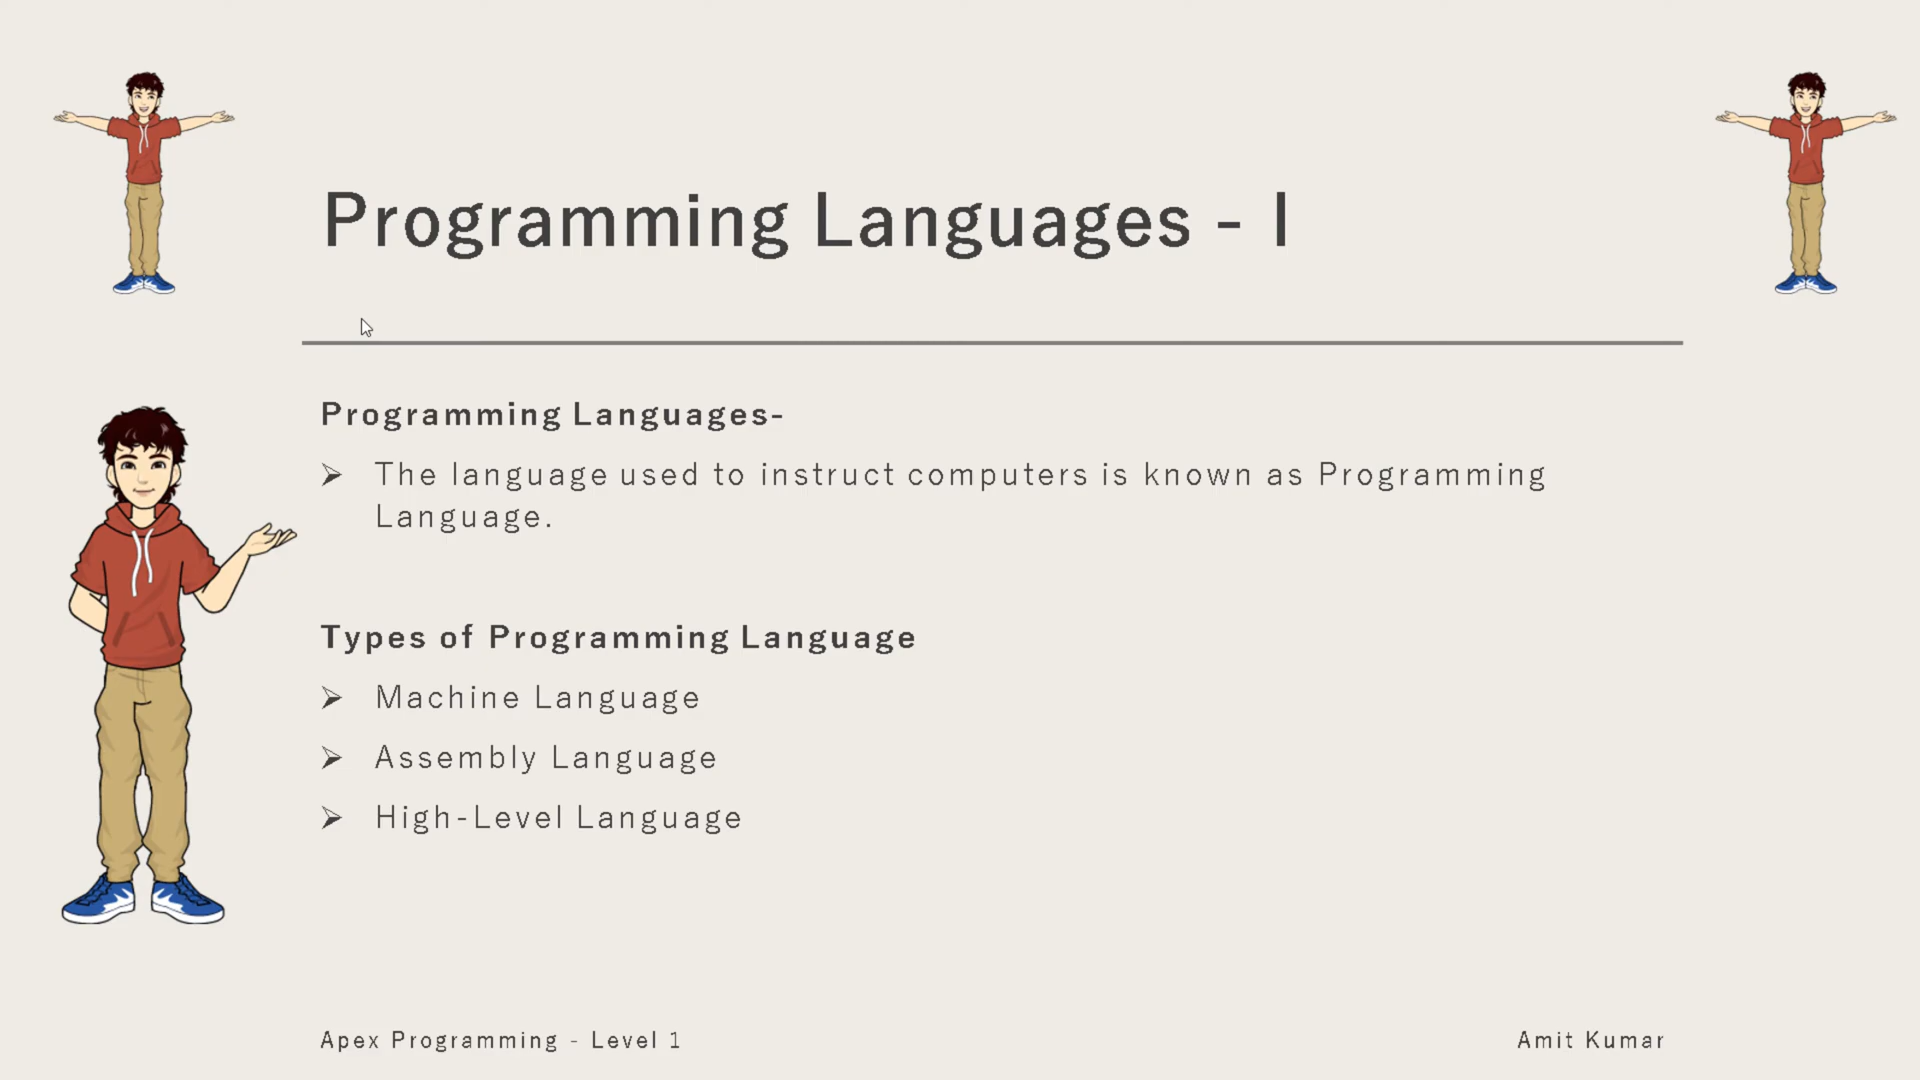 Programming Languages - I
Programming Languages-
➢ The language used to instruct computers is known as Programming
Language.
Types of Programming Language
➢ Machine Language
➢ Assembly Language
➢ High-Level Language
Apex Programming - Level 1
Amit Kumar